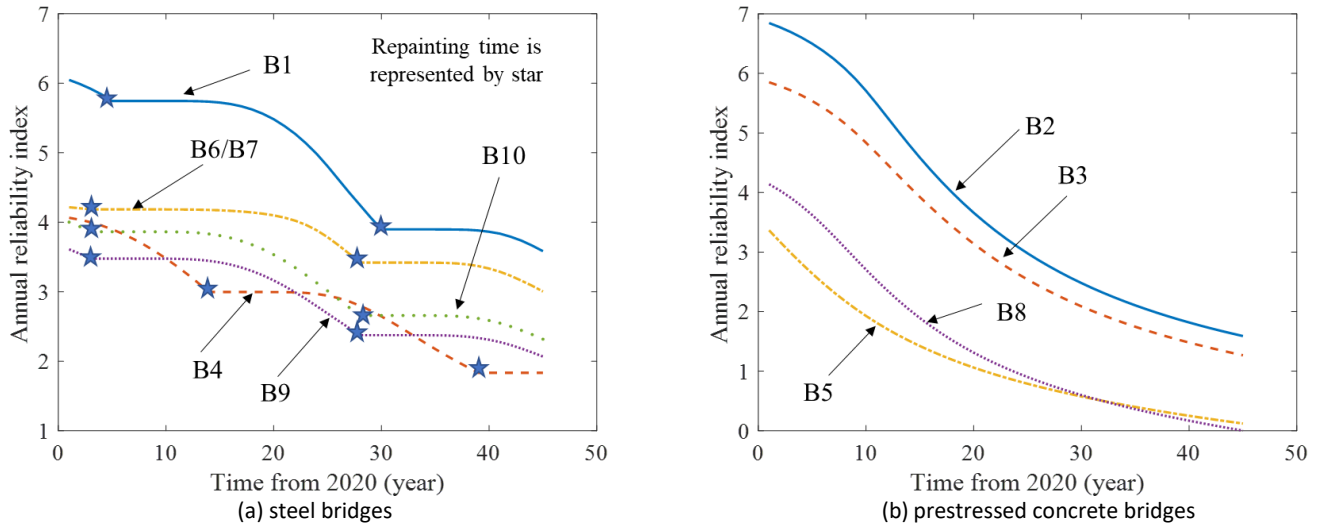 7
6
5
4
3
2
1
0
10
20
30
40
50
Annual reliability index
Time from 2020 (year)
Repainting time is
represented by star
B1
B6/B7
B10
B4
B9
(a) steel bridges
7
6
5
4
3
2
1
0
0
10
20
30
40
50
Annual reliability index
Time from 2020 (year)
B2
B3
B8
B5
(b) prestressed concrete bridges